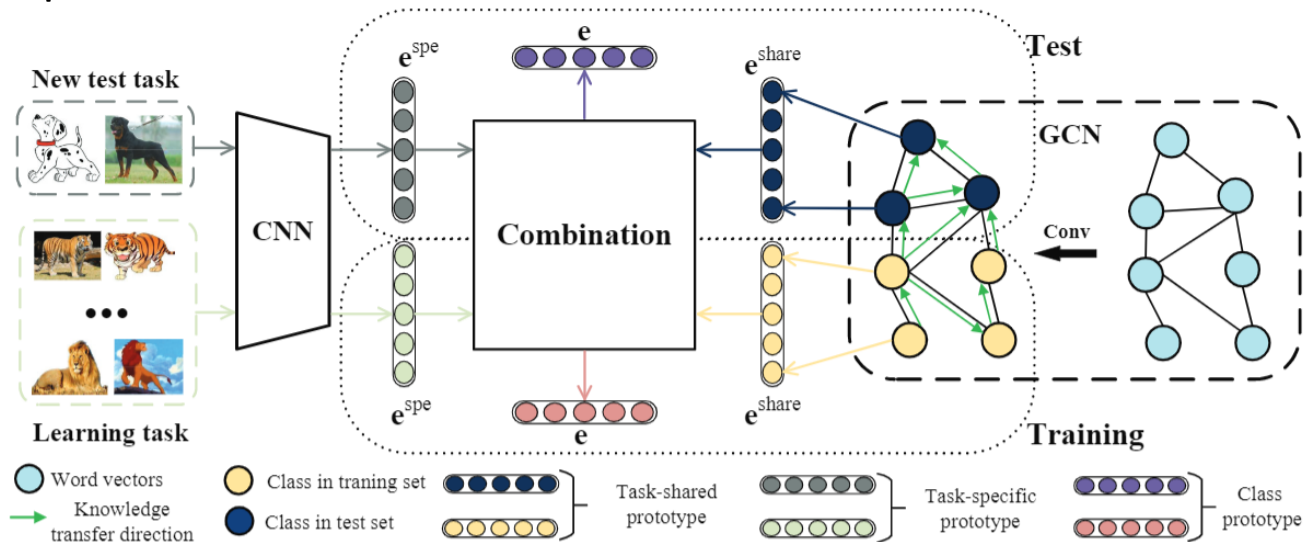 New test task
e spe
e
e share
Test
GCN
CNN
Combination
Conv
e spe
e
e share
Learning task
Training
Word vectors
Knowledge
transfer direction
Class in traning set
Class in test set
Task-shared
prototype
Task-specific
prototype
Class
prototype